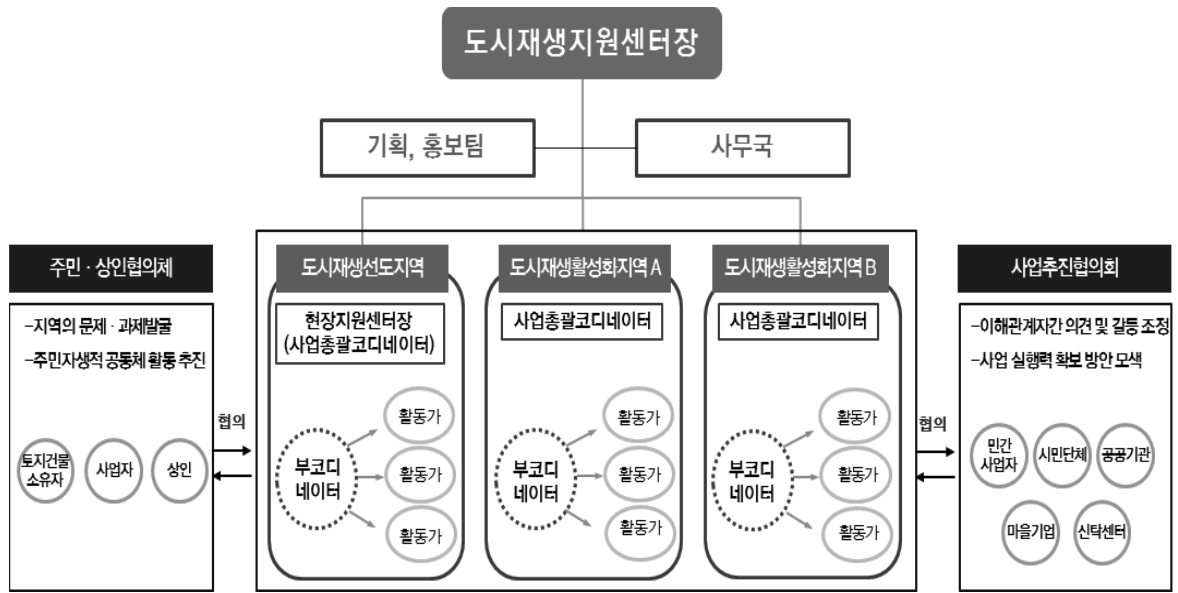 도시재생지원센터장
기획, 홍보팀
사무국
주민 · 상인협의체
-지역의 문제 · 과제발굴
-주민자생적 공동체 활동 추진
토지건물
소유자
사업자
상인
협의
도시재생선도지역
현장지원센터장
(사업총괄코디네이터)
부코디
네이터
활동가
활동가
활동가
도시재생활성화지역 A
사업총괄코디네이터
부코디
네이터
활동가
활동가
활동가
도시재생활성화지역 B
사업총괄코디네이터
부코디
네이터
활동가
활동가
활동가
협의
사업추진협의회
-이해관계자간 의견 및 갈등 조정
-사업 실행력 확보 방안 모색
민간
사업자
시민단체
공공기관
마을기업
신탁센터